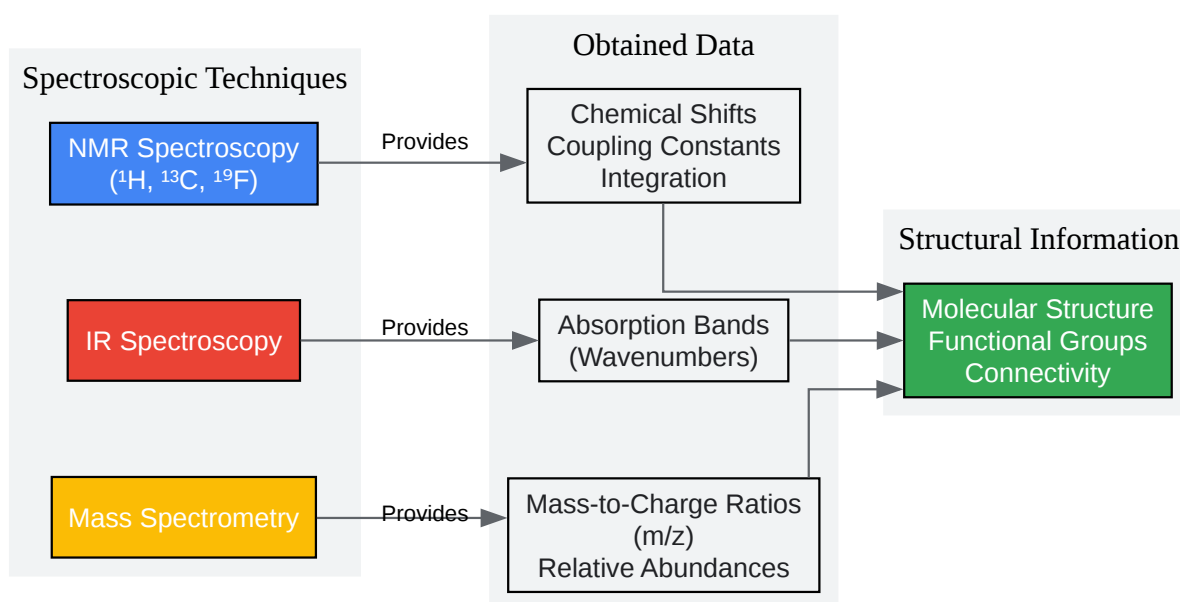 Spectroscopic Techniques
NMR Spectroscopy
(¹H, ¹³C, ¹⁹F)
IR Spectroscopy
Mass Spectrometry
Provides
Provides
Provides
Obtained Data
Chemical Shifts
Coupling Constants
Integration
Absorption Bands
(Wavenumbers)
Mass-to-Charge Ratios
(m/z)
Relative Abundances
Structural Information
Molecular Structure
Functional Groups
Connectivity